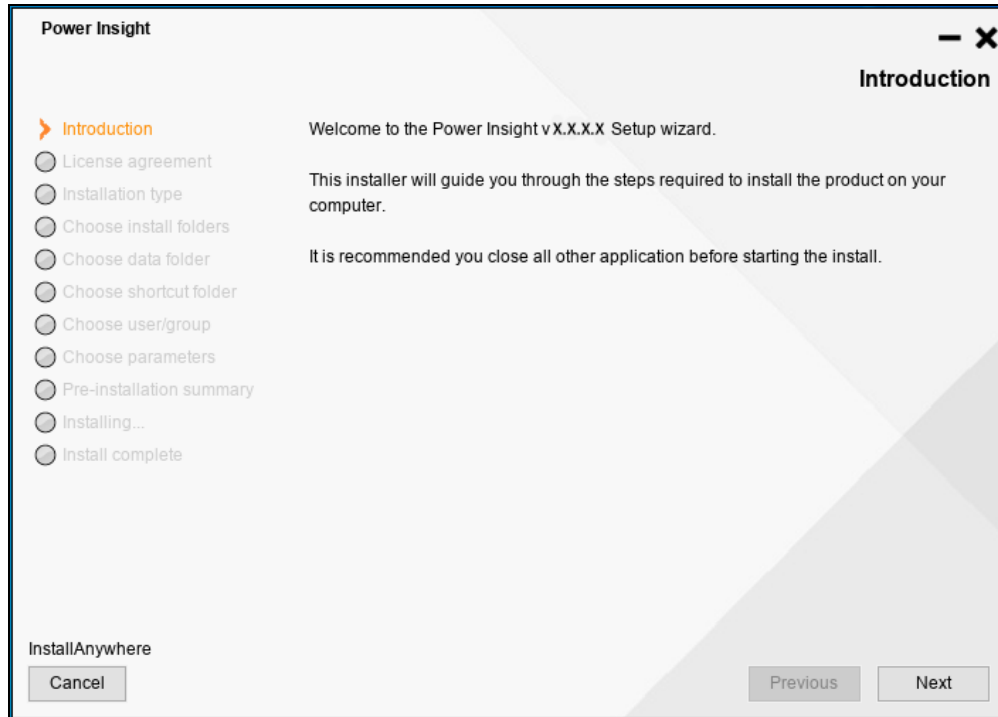 Power Insight
Introduction
Introduction
License agreement
Installation type
Choose install folders
Choose data folder
Choose shortcut folder
Choose user/group
Choose parameters
Pre-installation summary
Installing...
Install complete
Welcome to the Power Insight v X.X.X.X Setup wizard.
This installer will guide you through the steps required to install the product on your
computer.
It is recommended you close all other application before starting the install.
InstallAnywhere
Cancel
Previous
Next